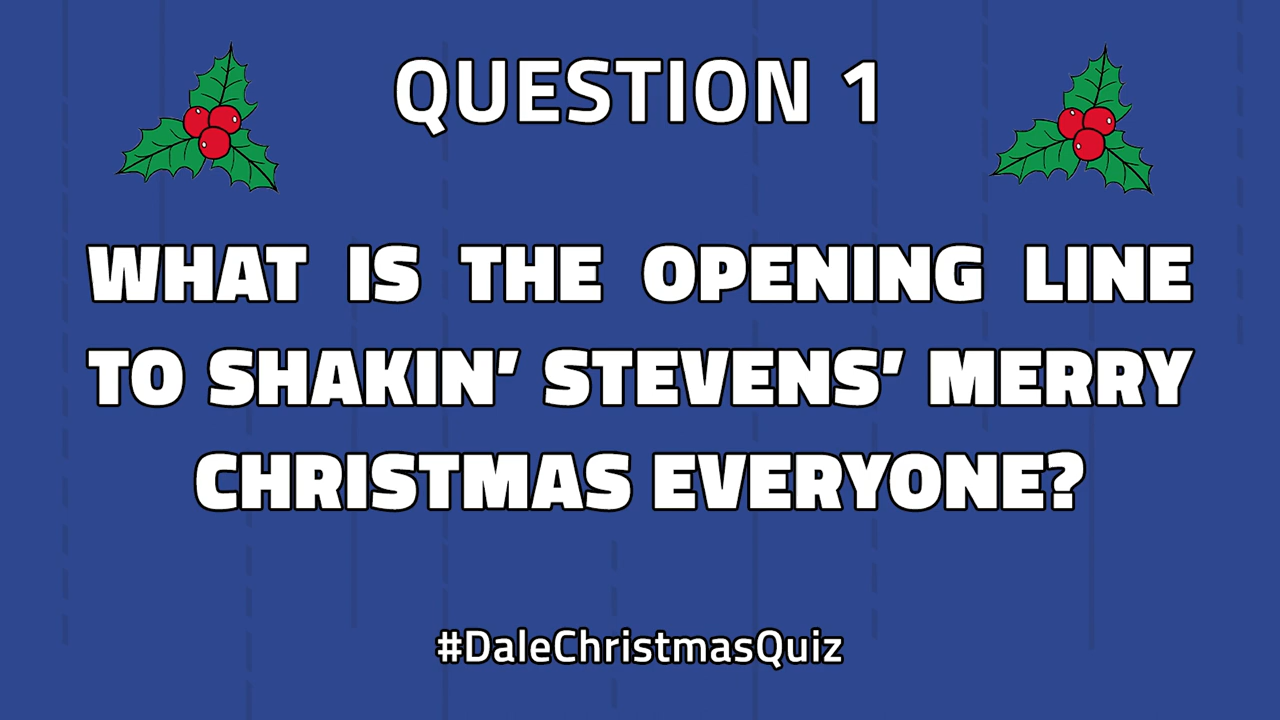 QUESTION 1
WHAT IS THE OPENING LINE
TO SHAKIN’ STEVENS’ MERRY
CHRISTMAS EVERYONE?
#DaleChristmasQuiz